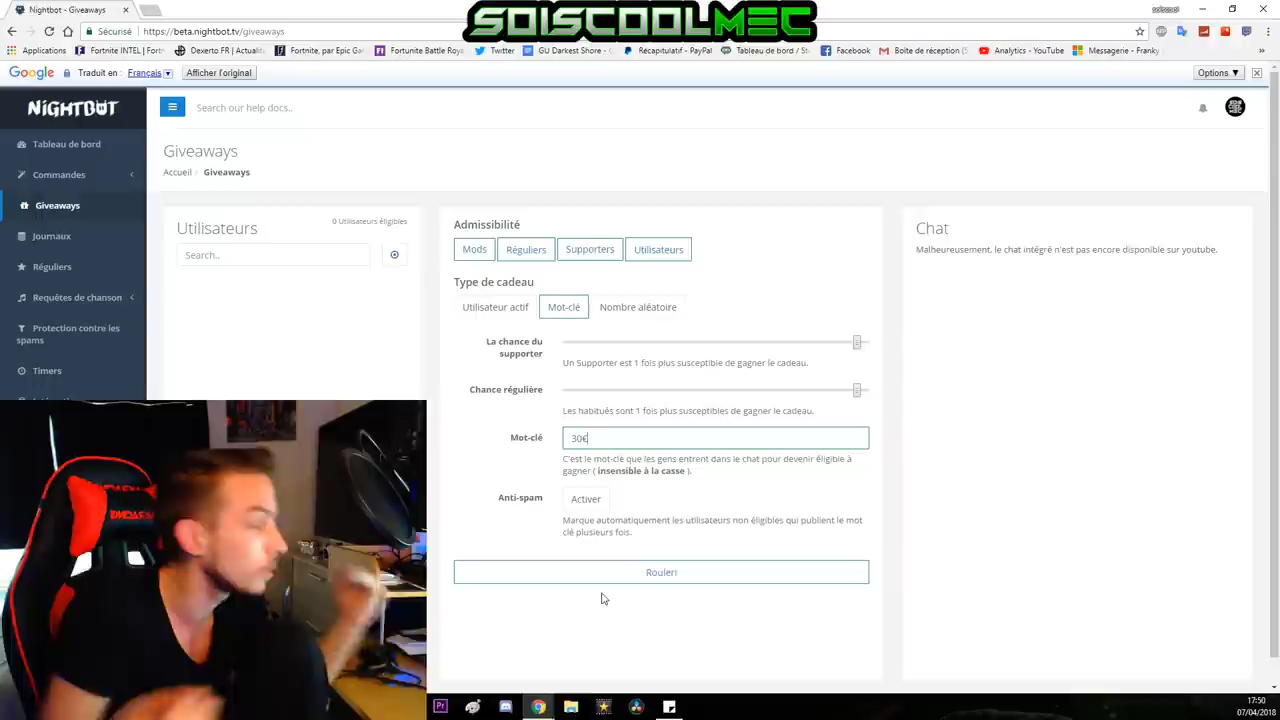 SOISCOOLMEC
Nightbot - Giveaways
soiscool
Sécurisé
https://beta.nightbot.tv/giveaways
Applications
Fortnite INTEL | Fortn
Dexerto FR / Actualit
Fortnite, par Epic Gar
Fortunite Battle Roya
Twitter
GU Darkest Shore - G
Récapitulatif - PayPal
Tableau de bord / St
Facebook
Boite de réception (5
Analytics - YouTube
Messagerie - Franky
Google
Traduit en :
Français
Afficher l'original
Options ▼
NIGHTBOT
Search our help docs..
Tableau de bord
Commandes
Giveaways
Journaux
Réguliers
Requêtes de chanson
Protection contre les
spams
Timers
Giveaways
Accueil / Giveaways
Utilisateurs
0 Utilisateurs éligibles
Search..
Admissibilité
Mods
Réguliers
Supporters
Utilisateurs
Type de cadeau
Utilisateur actif
Mot-clé
Nombre aléatoire
La chance du
supporter
Un Supporter est 1 fois plus susceptible de gagner le cadeau.
Chance régulière
Les habitués sont 1 fois plus susceptibles de gagner le cadeau.
Mot-clé
30€
C'est le mot-clé que les gens entrent dans le chat pour devenir éligible à
gagner ( insensible à la casse ).
Anti-spam
Activer
Marque automatiquement les utilisateurs non éligibles qui publient le mot
clé plusieurs fois.
Rouler!
Chat
Malheureusement, le chat intégré n'est pas encore disponible sur youtube.
Pr
17:50
07/04/2018